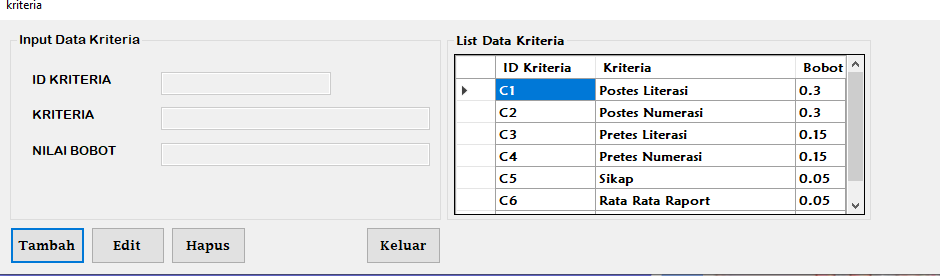 kriteria
Input Data Kriteria
ID KRITERIA
KRITERIA
NILAI BOBOT
Tambah Edit Hapus Keluar
List Data Kriteria
ID Kriteria Kriteria Bobot
C1 Postes Literasi 0.3
C2 Postes Numerasi 0.3
C3 Pretes Literasi 0.15
C4 Pretes Numerasi 0.15
C5 Sikap 0.05
C6 Rata Rata Raport 0.05